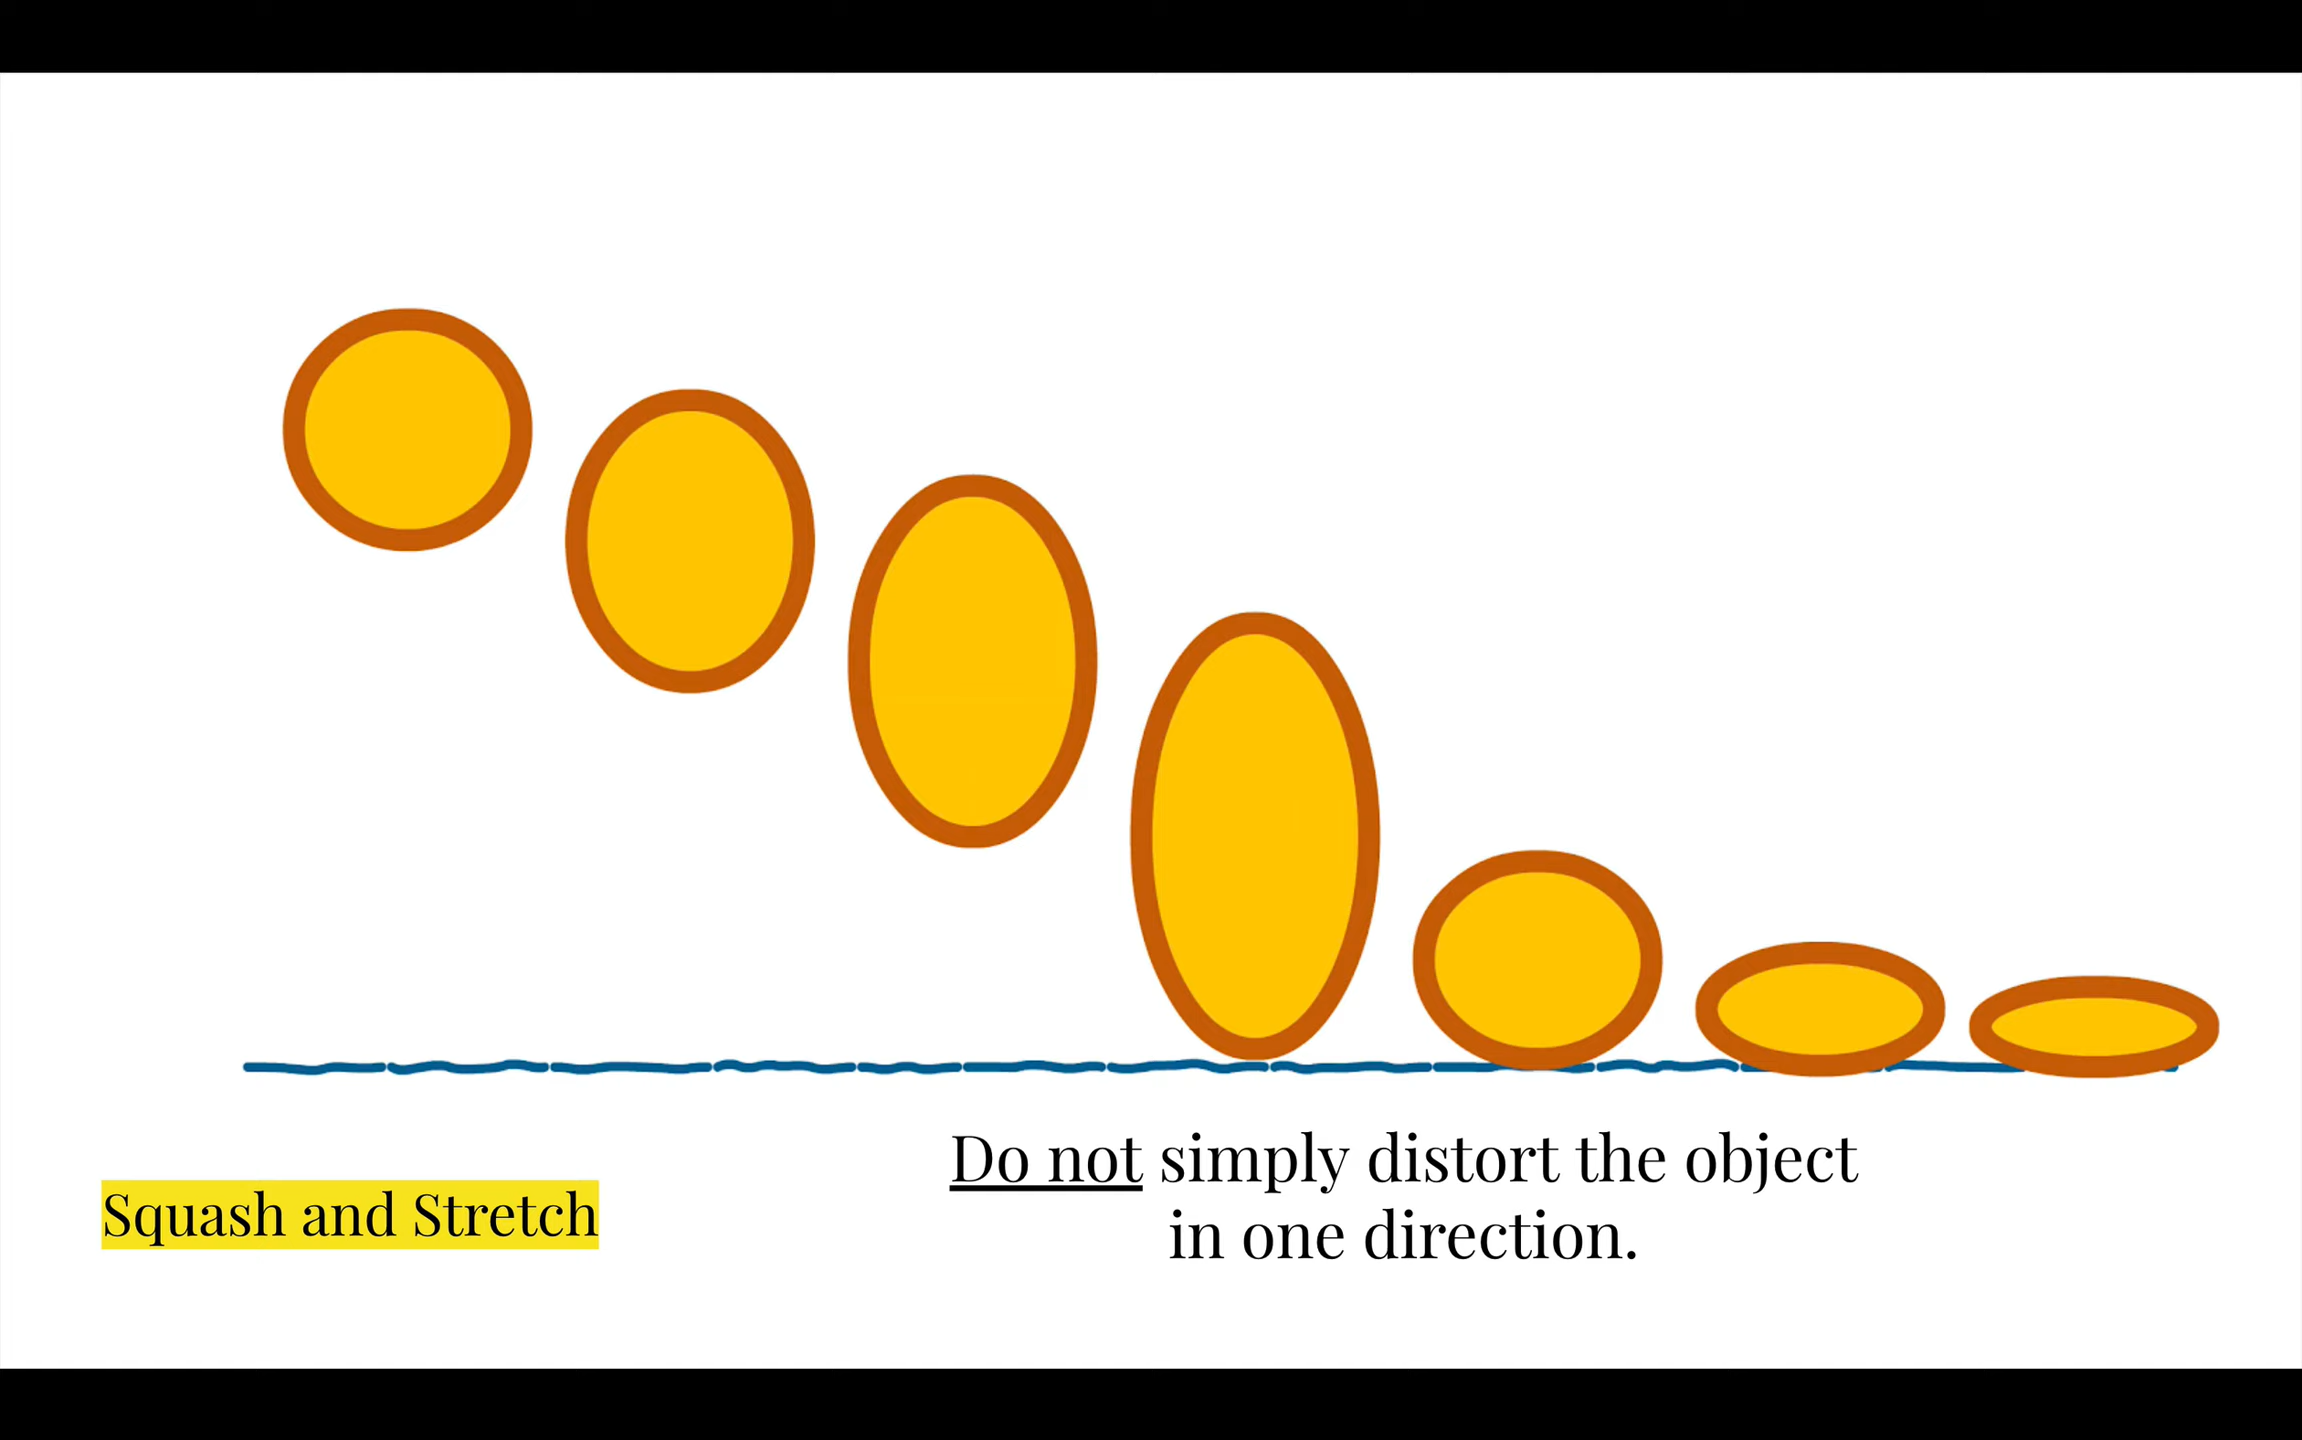 Squash and Stretch
Do not simply distort the object
in one direction.